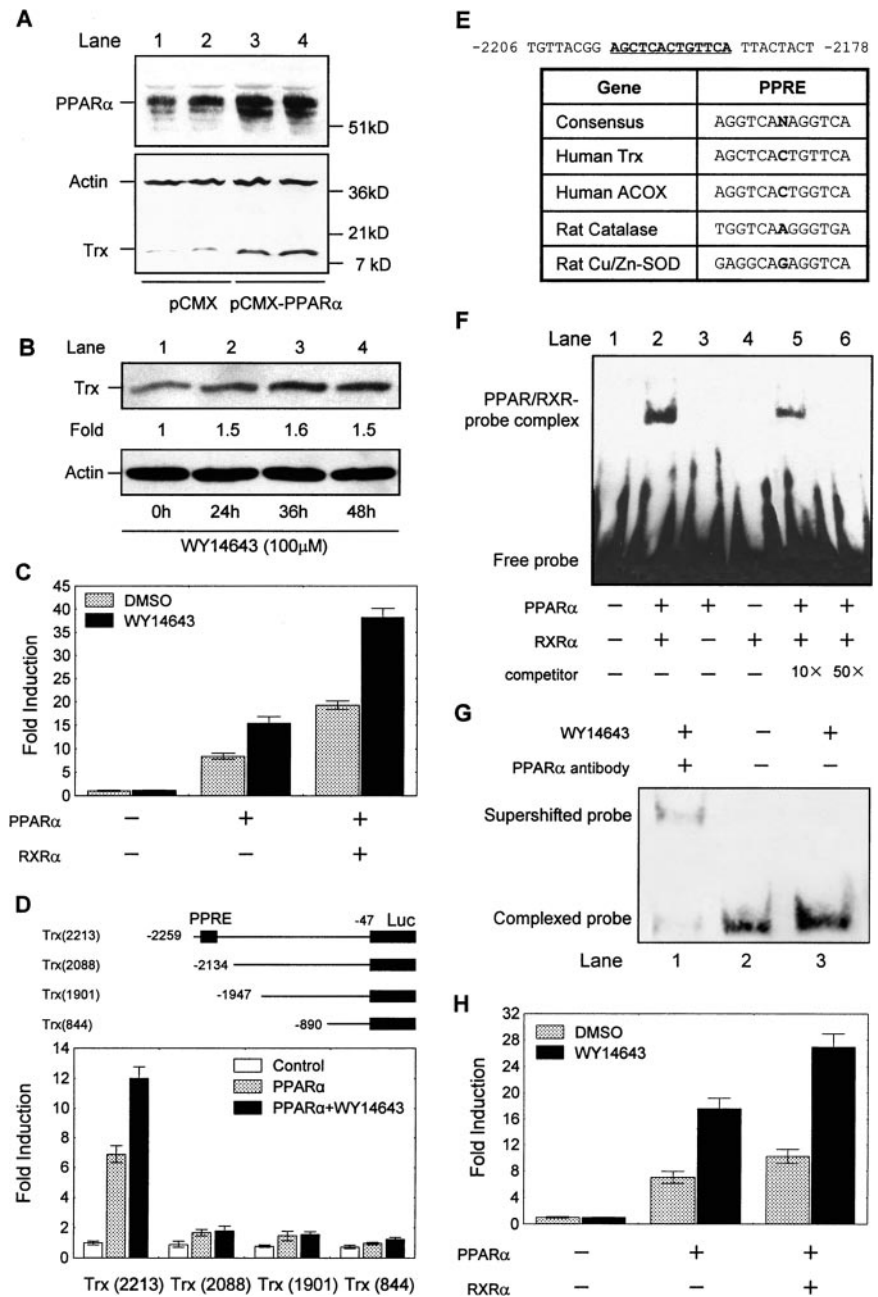 A
Lane 1 2 3 4
PPARα
51kD
Actin
36kD
21kD
Trx
7 kD
pCMX pCMX-PPARα
B
Lane 1 2 3 4
Trx
Fold 1 1.5 1.6 1.5
Actin
0h 24h 36h 48h
WY14643 (100μM)
C
45
40
35
30
25
20
15
10
5
0
Fold Induction
DMSO
WY14643
PPARα − + +
RXRα − − +
D
PPRE -47 Luc
Trx(2213) -2259
Trx(2088) -2134
Trx(1901) -1947
Trx(844) -890
14
12
10
8
6
4
2
0
Fold Induction
Control
PPARα
PPARα+WY14643
Trx (2213) Trx (2088) Trx (1901) Trx (844)
E
-2206 TGTTACGG AGCTCACTGTTCA TTACTACT -2178
Gene PPRE
Consensus AGGTCANAGGTCA
Human Trx AGCTCACTGTTCA
Human ACOX AGGTCACTGGTCA
Rat Catalase TGGTCAAGGGTGA
Rat Cu/Zn-SOD GAGGCAGAGGTCA
F
Lane 1 2 3 4 5 6
PPAR/RXR-
probe complex
Free probe
PPARα − + + − + +
RXRα − + − + + +
competitor − − − − 10× 50×
G
WY14643 + − +
PPARα antibody + − −
Supershifted probe
Complexed probe
Lane 1 2 3
H
32
28
24
20
16
12
8
4
0
Fold Induction
DMSO
WY14643
PPARα − + +
RXRα − − +